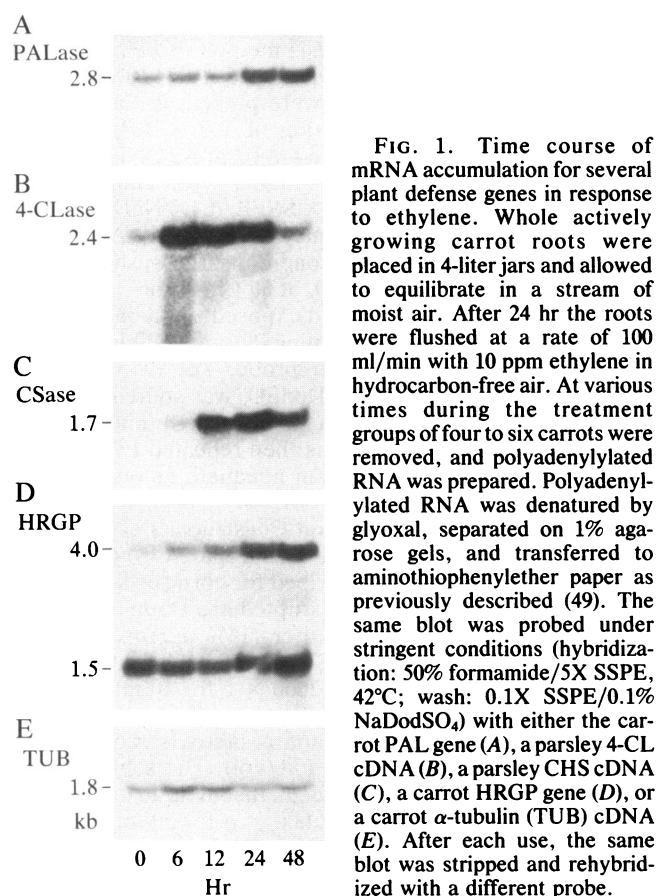 A
PALase
2.8-
B
4-CLase
2.4-
C
CSase
1.7-
D
HRGP
4.0-
1.5-
E
TUB
1.8-
kb
0 6 12 24 48
Hr
FIG. 1. Time course of
mRNA accumulation for several
plant defense genes in response
to ethylene. Whole actively
growing carrot roots were
placed in 4-liter jars and allowed
to equilibrate in a stream of
moist air. After 24 hr the roots
were flushed at a rate of 100
ml/min with 10 ppm ethylene in
hydrocarbon-free air. At various
times during the treatment
groups of four to six carrots were
removed, and polyadenylylated
RNA was prepared. Polyadenyl-
ylated RNA was denatured by
glyoxal, separated on 1% aga-
rose gels, and transferred to
aminothiophenylether paper as
previously described (49). The
same blot was probed under
stringent conditions (hybridiza-
tion: 50% formamide/5X SSPE,
42°C; wash: 0.1X SSPE/0.1%
NaDodSO₄) with either the car-
rot PAL gene (A), a parsley 4-CL
cDNA (B), a parsley CHS cDNA
(C), a carrot HRGP gene (D), or
a carrot α-tubulin (TUB) cDNA
(E). After each use, the same
blot was stripped and rehybrid-
ized with a different probe.